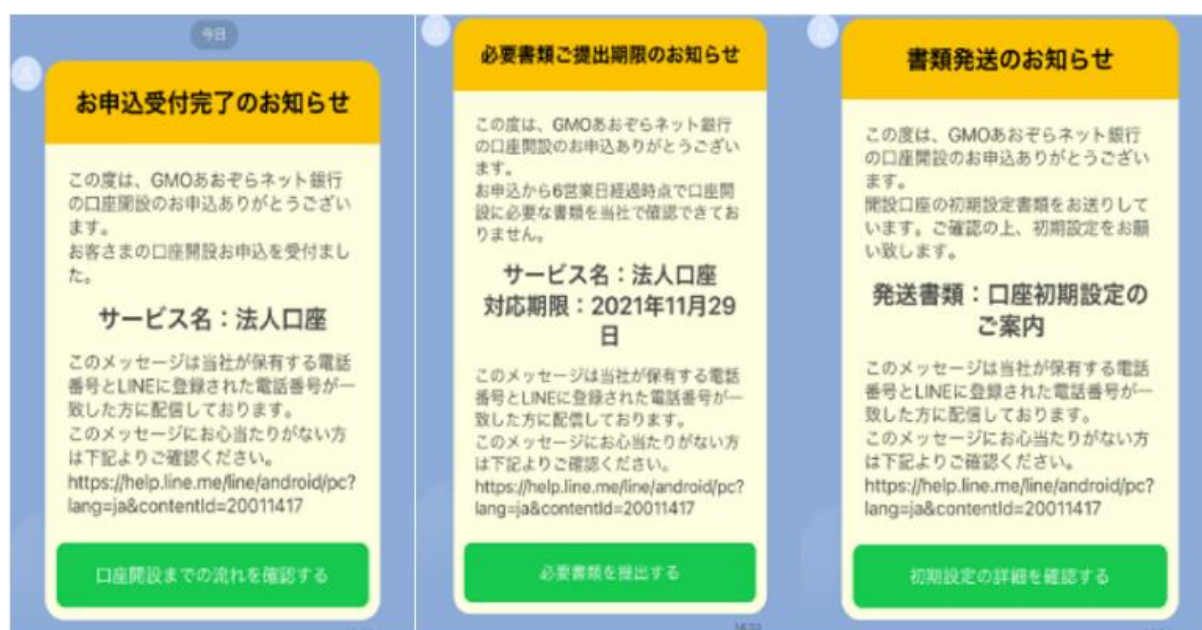 今日
お申込受付完了のお知らせ
この度は、GMOあおぞらネット銀行
の口座開設のお申込ありがとうござい
ます。
お客さまの口座開設お申込を受付まし
た。
サービス名：法人口座
このメッセージは当社が保有する電話
番号とLINEに登録された電話番号が一
致した方に配信しております。
このメッセージにお心当たりがない方
は下記よりご確認ください。
https://help.line.me/line/android/pc?
lang=ja&contentId=20011417
口座開設までの流れを確認する
必要書類ご提出期限のお知らせ
この度は、GMOあおぞらネット銀行
の口座開設のお申込ありがとうござい
ます。
お申込から6営業日経過時点で口座開
設に必要な書類を当社で確認できてお
りません。
サービス名：法人口座
対応期限：2021年11月29
日
このメッセージは当社が保有する電話
番号とLINEに登録された電話番号が一
致した方に配信しております。
このメッセージにお心当たりがない方
は下記よりご確認ください。
https://help.line.me/line/android/pc?
lang=ja&contentId=20011417
必要書類を提出する
書類発送のお知らせ
この度は、GMOあおぞらネット銀行
の口座開設のお申込ありがとうござい
ます。
開設口座の初期設定書類をお送りして
います。ご確認の上、初期設定をお願
い致します。
発送書類：口座初期設定の
ご案内
このメッセージは当社が保有する電話
番号とLINEに登録された電話番号が一
致した方に配信しております。
このメッセージにお心当たりがない方
は下記よりご確認ください。
https://help.line.me/line/android/pc?
lang=ja&contentId=20011417
初期設定の詳細を確認する